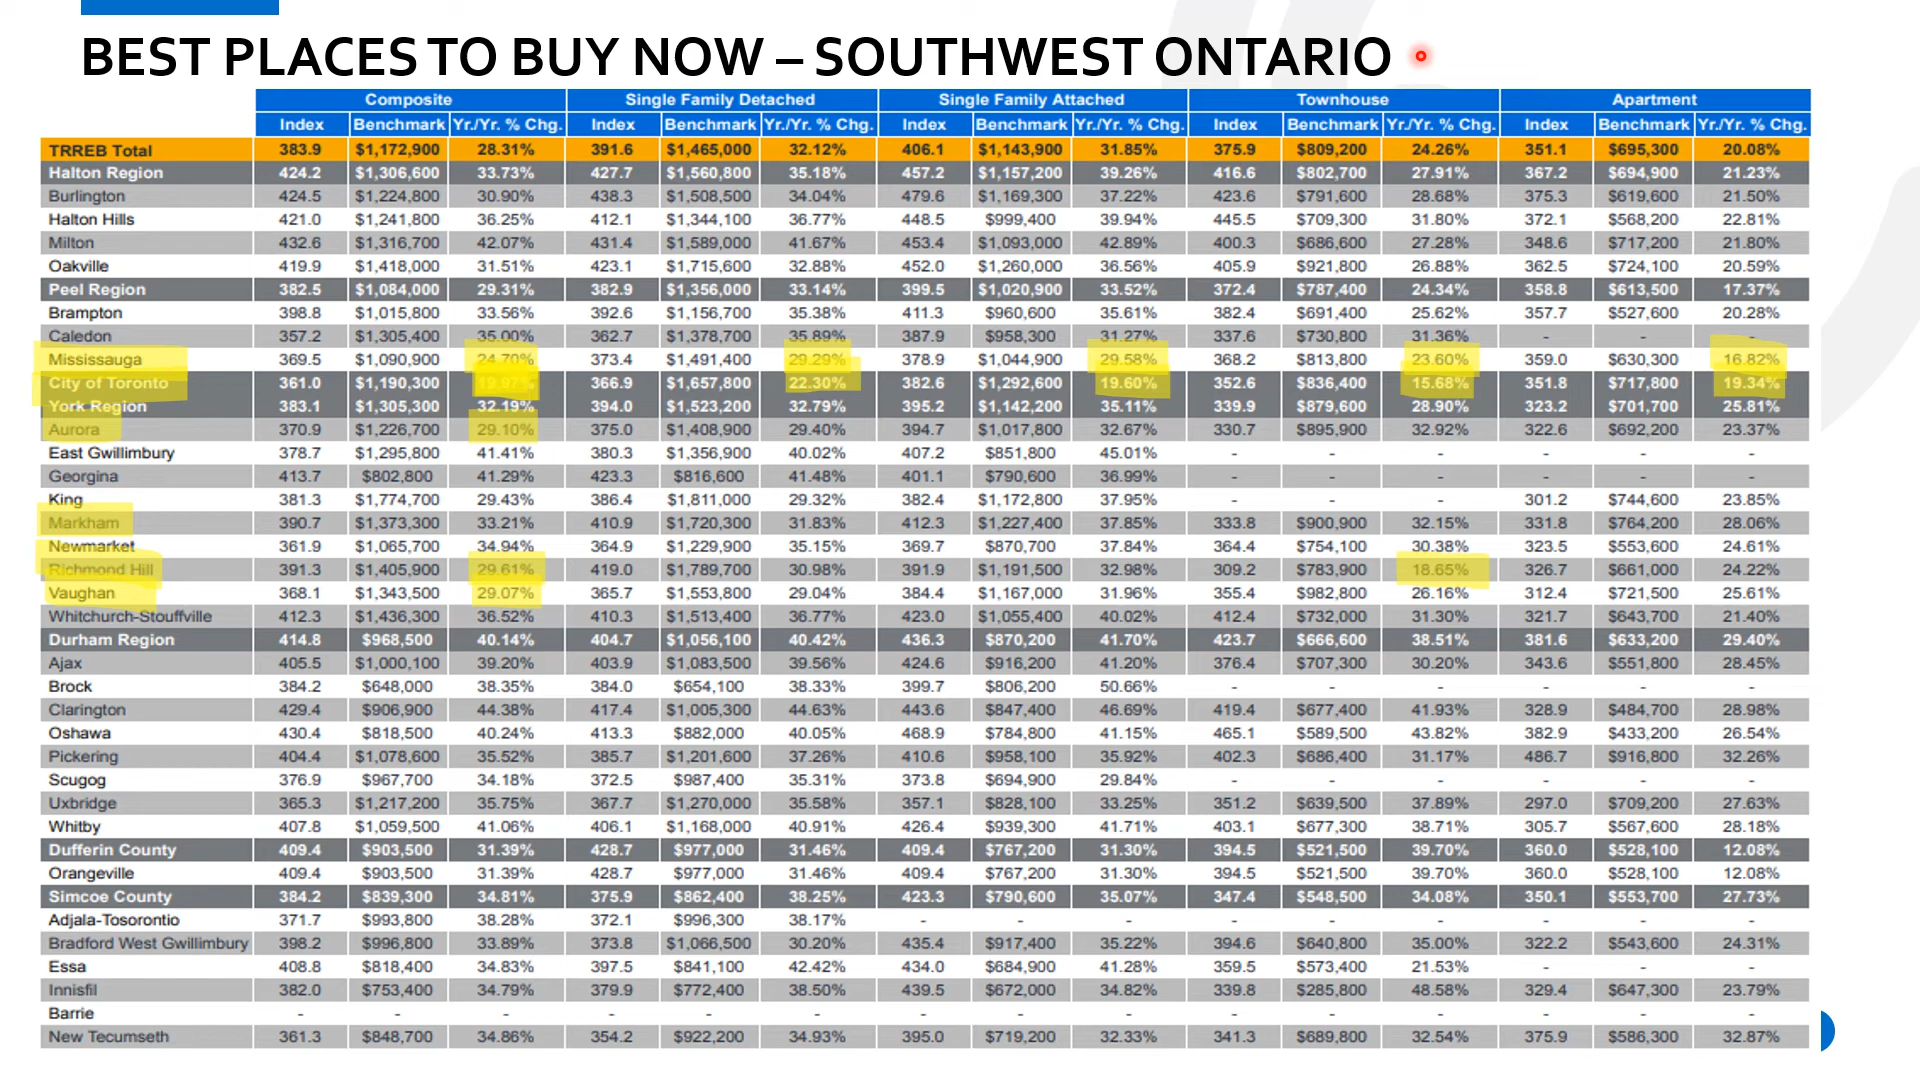 BEST PLACES TO BUY NOW – SOUTHWEST ONTARIO
Composite Single Family Detached Single Family Attached Townhouse Apartment
Index Benchmark Yr./Yr. % Chg. Index Benchmark Yr./Yr. % Chg. Index Benchmark Yr./Yr. % Chg. Index Benchmark Yr./Yr. % Chg. Index Benchmark Yr./Yr. % Chg.
TRREB Total 383.9 $1,172,900 28.31% 391.6 $1,465,000 32.12% 406.1 $1,143,900 31.85% 375.9 $809,200 24.26% 351.1 $695,300 20.08%
Halton Region 424.2 $1,306,600 33.73% 427.7 $1,560,800 35.18% 457.2 $1,157,200 39.26% 416.6 $802,700 27.91% 367.2 $694,900 21.23%
Burlington 424.5 $1,224,800 30.90% 438.3 $1,508,500 34.04% 479.6 $1,169,300 37.22% 423.6 $791,600 28.68% 375.3 $619,600 21.50%
Halton Hills 421.0 $1,241,800 36.25% 412.1 $1,344,100 36.77% 448.5 $999,400 39.94% 445.5 $709,300 31.80% 372.1 $568,200 22.81%
Milton 432.6 $1,316,700 42.07% 431.4 $1,589,000 41.67% 453.4 $1,093,000 42.89% 400.3 $686,600 27.28% 348.6 $717,200 21.80%
Oakville 419.9 $1,418,000 31.51% 423.1 $1,715,600 32.88% 452.0 $1,260,000 36.56% 405.9 $921,800 26.88% 362.5 $724,100 20.59%
Peel Region 382.5 $1,084,000 29.31% 382.9 $1,356,000 33.14% 399.5 $1,020,900 33.52% 372.4 $787,400 24.34% 358.8 $613,500 17.37%
Brampton 398.8 $1,015,800 33.56% 392.6 $1,156,700 35.38% 411.3 $960,600 35.61% 382.4 $691,400 25.62% 357.7 $527,600 20.28%
Caledon 357.2 $1,305,400 35.00% 362.7 $1,378,700 35.89% 387.9 $958,300 31.27% 337.6 $730,800 31.36% - - -
Mississauga 369.5 $1,090,900 24.70% 373.4 $1,491,400 29.29% 378.9 $1,044,900 29.58% 368.2 $813,800 23.60% 359.0 $630,300 16.82%
City of Toronto 361.0 $1,190,300 366.9 $1,657,800 22.30% 382.6 $1,292,600 19.60% 352.6 $836,400 15.68% 351.8 $717,800 19.34%
York Region 383.1 $1,305,300 32.19% 394.0 $1,523,200 32.79% 395.2 $1,142,200 35.11% 339.9 $879,600 28.90% 323.2 $701,700 25.81%
Aurora 370.9 $1,226,700 29.10% 375.0 $1,408,900 29.40% 394.7 $1,017,800 32.67% 330.7 $895,900 32.92% 322.6 $692,200 23.37%
East Gwillimbury 378.7 $1,295,800 41.41% 380.3 $1,356,900 40.02% 407.2 $851,800 45.01% - - - - - -
Georgina 413.7 $802,800 41.29% 423.3 $816,600 41.48% 401.1 $790,600 36.99% - - - - - -
King 381.3 $1,774,700 29.43% 386.4 $1,811,000 29.32% 382.4 $1,172,800 37.95% - - - 301.2 $744,600 23.85%
Markham 390.7 $1,373,300 33.21% 410.9 $1,720,300 31.83% 412.3 $1,227,400 37.85% 333.8 $900,900 32.15% 331.8 $764,200 28.06%
Newmarket 361.9 $1,065,700 34.94% 364.9 $1,229,900 35.15% 369.7 $870,700 37.84% 364.4 $754,100 30.38% 323.5 $553,600 24.61%
Richmond Hill 391.3 $1,405,900 29.61% 419.0 $1,789,700 30.98% 391.9 $1,191,500 32.98% 309.2 $783,900 18.65% 326.7 $661,000 24.22%
Vaughan 368.1 $1,343,500 29.07% 365.7 $1,553,800 29.04% 384.4 $1,167,000 31.96% 355.4 $982,800 26.16% 312.4 $721,500 25.61%
Whitchurch-Stouffville 412.3 $1,436,300 36.52% 410.3 $1,513,400 36.77% 423.0 $1,055,400 40.02% 412.4 $732,000 31.30% 321.7 $643,700 21.40%
Durham Region 414.8 $968,500 40.14% 404.7 $1,056,100 40.42% 436.3 $870,200 41.70% 423.7 $666,600 38.51% 381.6 $633,200 29.40%
Ajax 405.5 $1,000,100 39.20% 403.9 $1,083,500 39.56% 424.6 $916,200 41.20% 376.4 $707,300 30.20% 343.6 $551,800 28.45%
Brock 384.2 $648,000 38.35% 384.0 $654,100 38.33% 399.7 $806,200 50.66% - - - - - -
Clarington 429.4 $906,900 44.38% 417.4 $1,005,300 44.63% 443.6 $847,400 46.69% 419.4 $677,400 41.93% 328.9 $484,700 28.98%
Oshawa 430.4 $818,500 40.24% 413.3 $882,000 40.05% 468.9 $784,800 41.15% 465.1 $589,500 43.82% 382.9 $433,200 26.54%
Pickering 404.4 $1,078,600 35.52% 385.7 $1,201,600 37.26% 410.6 $958,100 35.92% 402.3 $686,400 31.17% 486.7 $916,800 32.26%
Scugog 376.9 $967,700 34.18% 372.5 $987,400 35.31% 373.8 $694,900 29.84% - - - - - -
Uxbridge 365.3 $1,217,200 35.75% 367.7 $1,270,000 35.58% 357.1 $828,100 33.25% 351.2 $639,500 37.89% 297.0 $709,200 27.63%
Whitby 407.8 $1,059,500 41.06% 406.1 $1,168,000 40.91% 426.4 $939,300 41.71% 403.1 $677,300 38.71% 305.7 $567,600 28.18%
Dufferin County 409.4 $903,500 31.39% 428.7 $977,000 31.46% 409.4 $767,200 31.30% 394.5 $521,500 39.70% 360.0 $528,100 12.08%
Orangeville 409.4 $903,500 31.39% 428.7 $977,000 31.46% 409.4 $767,200 31.30% 394.5 $521,500 39.70% 360.0 $528,100 12.08%
Simcoe County 384.2 $839,300 34.81% 375.9 $862,400 38.25% 423.3 $790,600 35.07% 347.4 $548,500 34.08% 350.1 $553,700 27.73%
Adjala-Tosorontio 371.7 $993,800 38.28% 372.1 $996,300 38.17% - - - - - - - - -
Bradford West Gwillimbury 398.2 $996,800 33.89% 373.8 $1,066,500 30.20% 435.4 $917,400 35.22% 394.6 $640,800 35.00% 322.2 $543,600 24.31%
Essa 408.8 $818,400 34.83% 397.5 $841,100 42.42% 434.0 $684,900 41.28% 359.5 $573,400 21.53% - - -
Innisfil 382.0 $753,400 34.79% 379.9 $772,400 38.50% 439.5 $672,000 34.82% 339.8 $285,800 48.58% 329.4 $647,300 23.79%
Barrie - - - - - - - - - - - - - - -
New Tecumseth 361.3 $848,700 34.86% 354.2 $922,200 34.93% 395.0 $719,200 32.33% 341.3 $689,800 32.54% 375.9 $586,300 32.87%